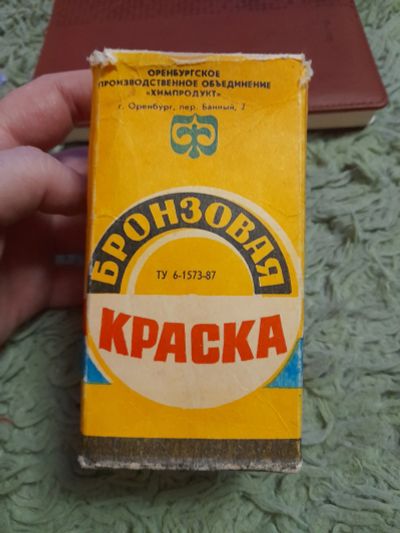 ОРЕНБУРГСКОЕ
ПРОИЗВОДСТВЕННОЕ ОБЪЕДИНЕНИЕ
«ХИМПРОДУКТ»
г. Оренбург, пер. Банный, 2
БРОНЗОВАЯ
ТУ 6-1573-87
КРАСКА